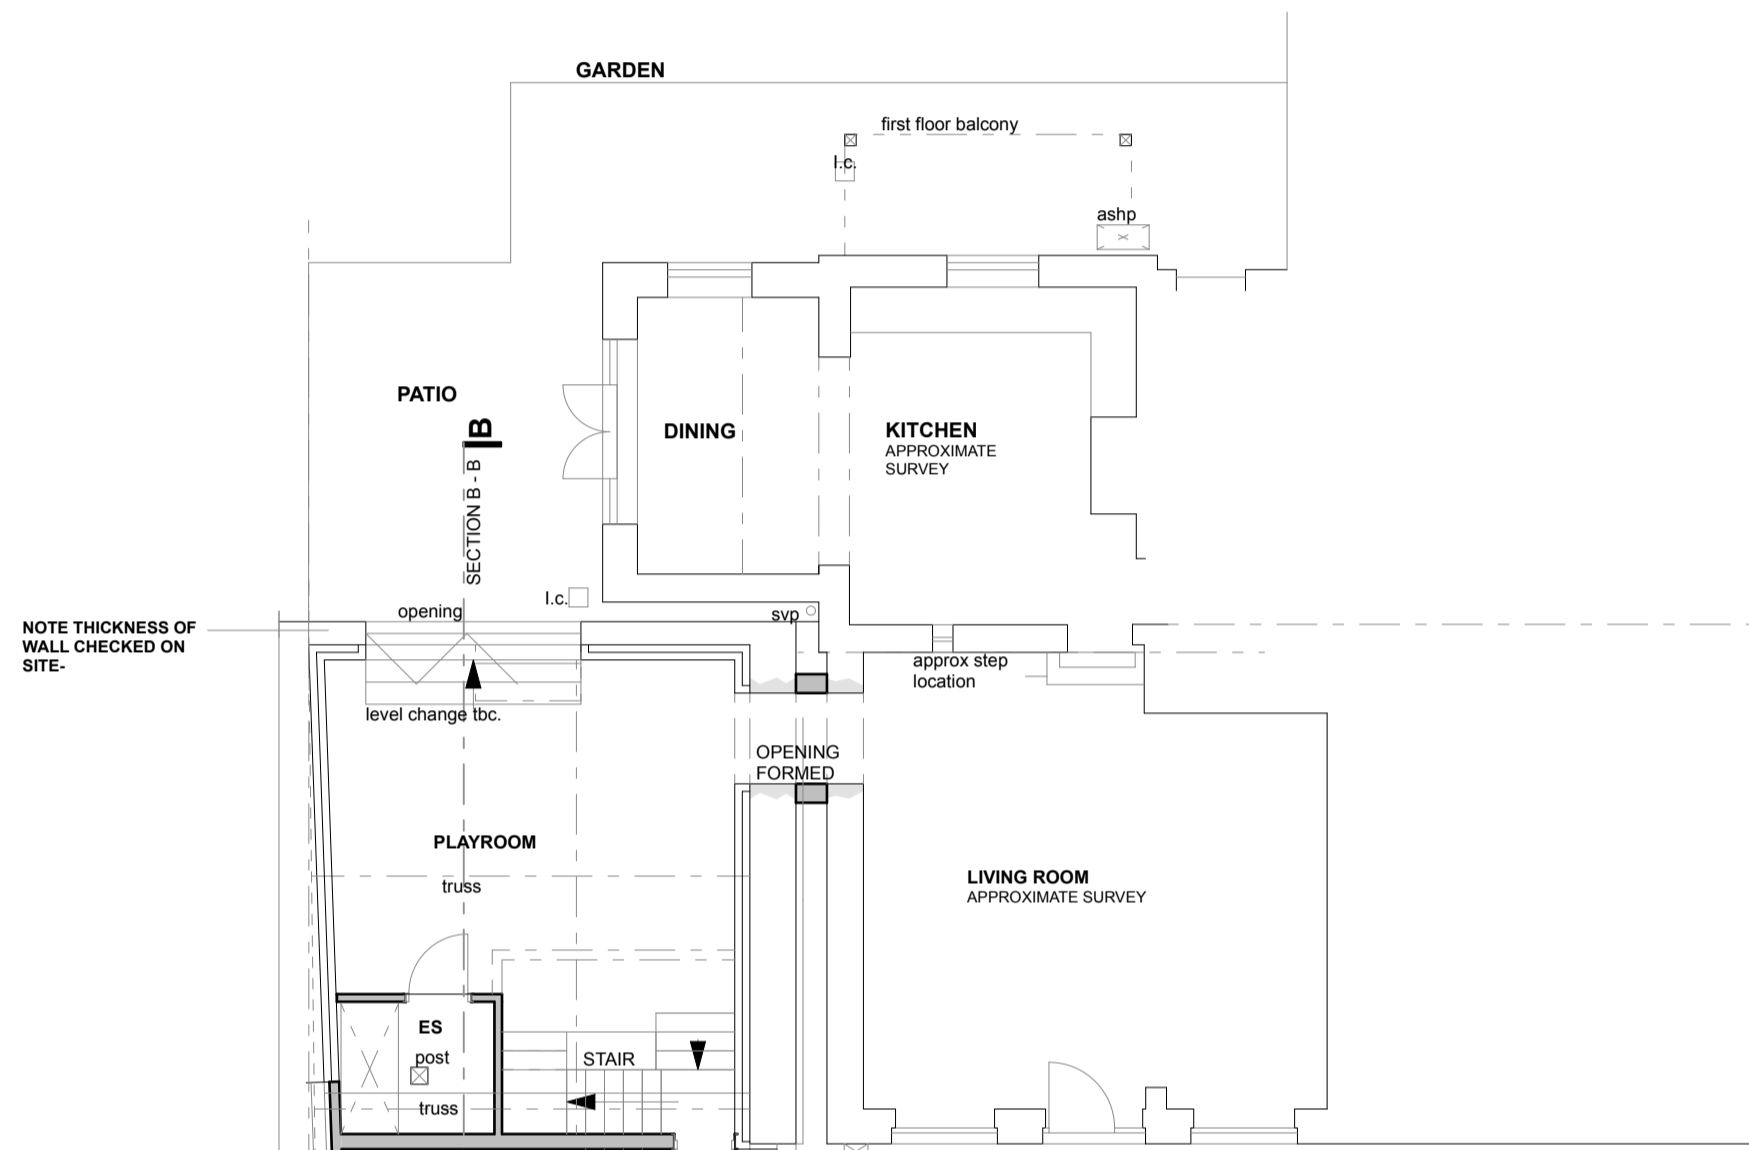 GARDEN
first floor balcony
I.c.
ashp
PATIO
B
DINING
KITCHEN
APPROXIMATE
SURVEY
SECTION B - B
I.c.
opening
svp
NOTE THICKNESS OF
WALL CHECKED ON
SITE-
approx step
location
level change tbc.
OPENING
FORMED
PLAYROOM
truss
LIVING ROOM
APPROXIMATE SURVEY
ES
post
STAIR
truss